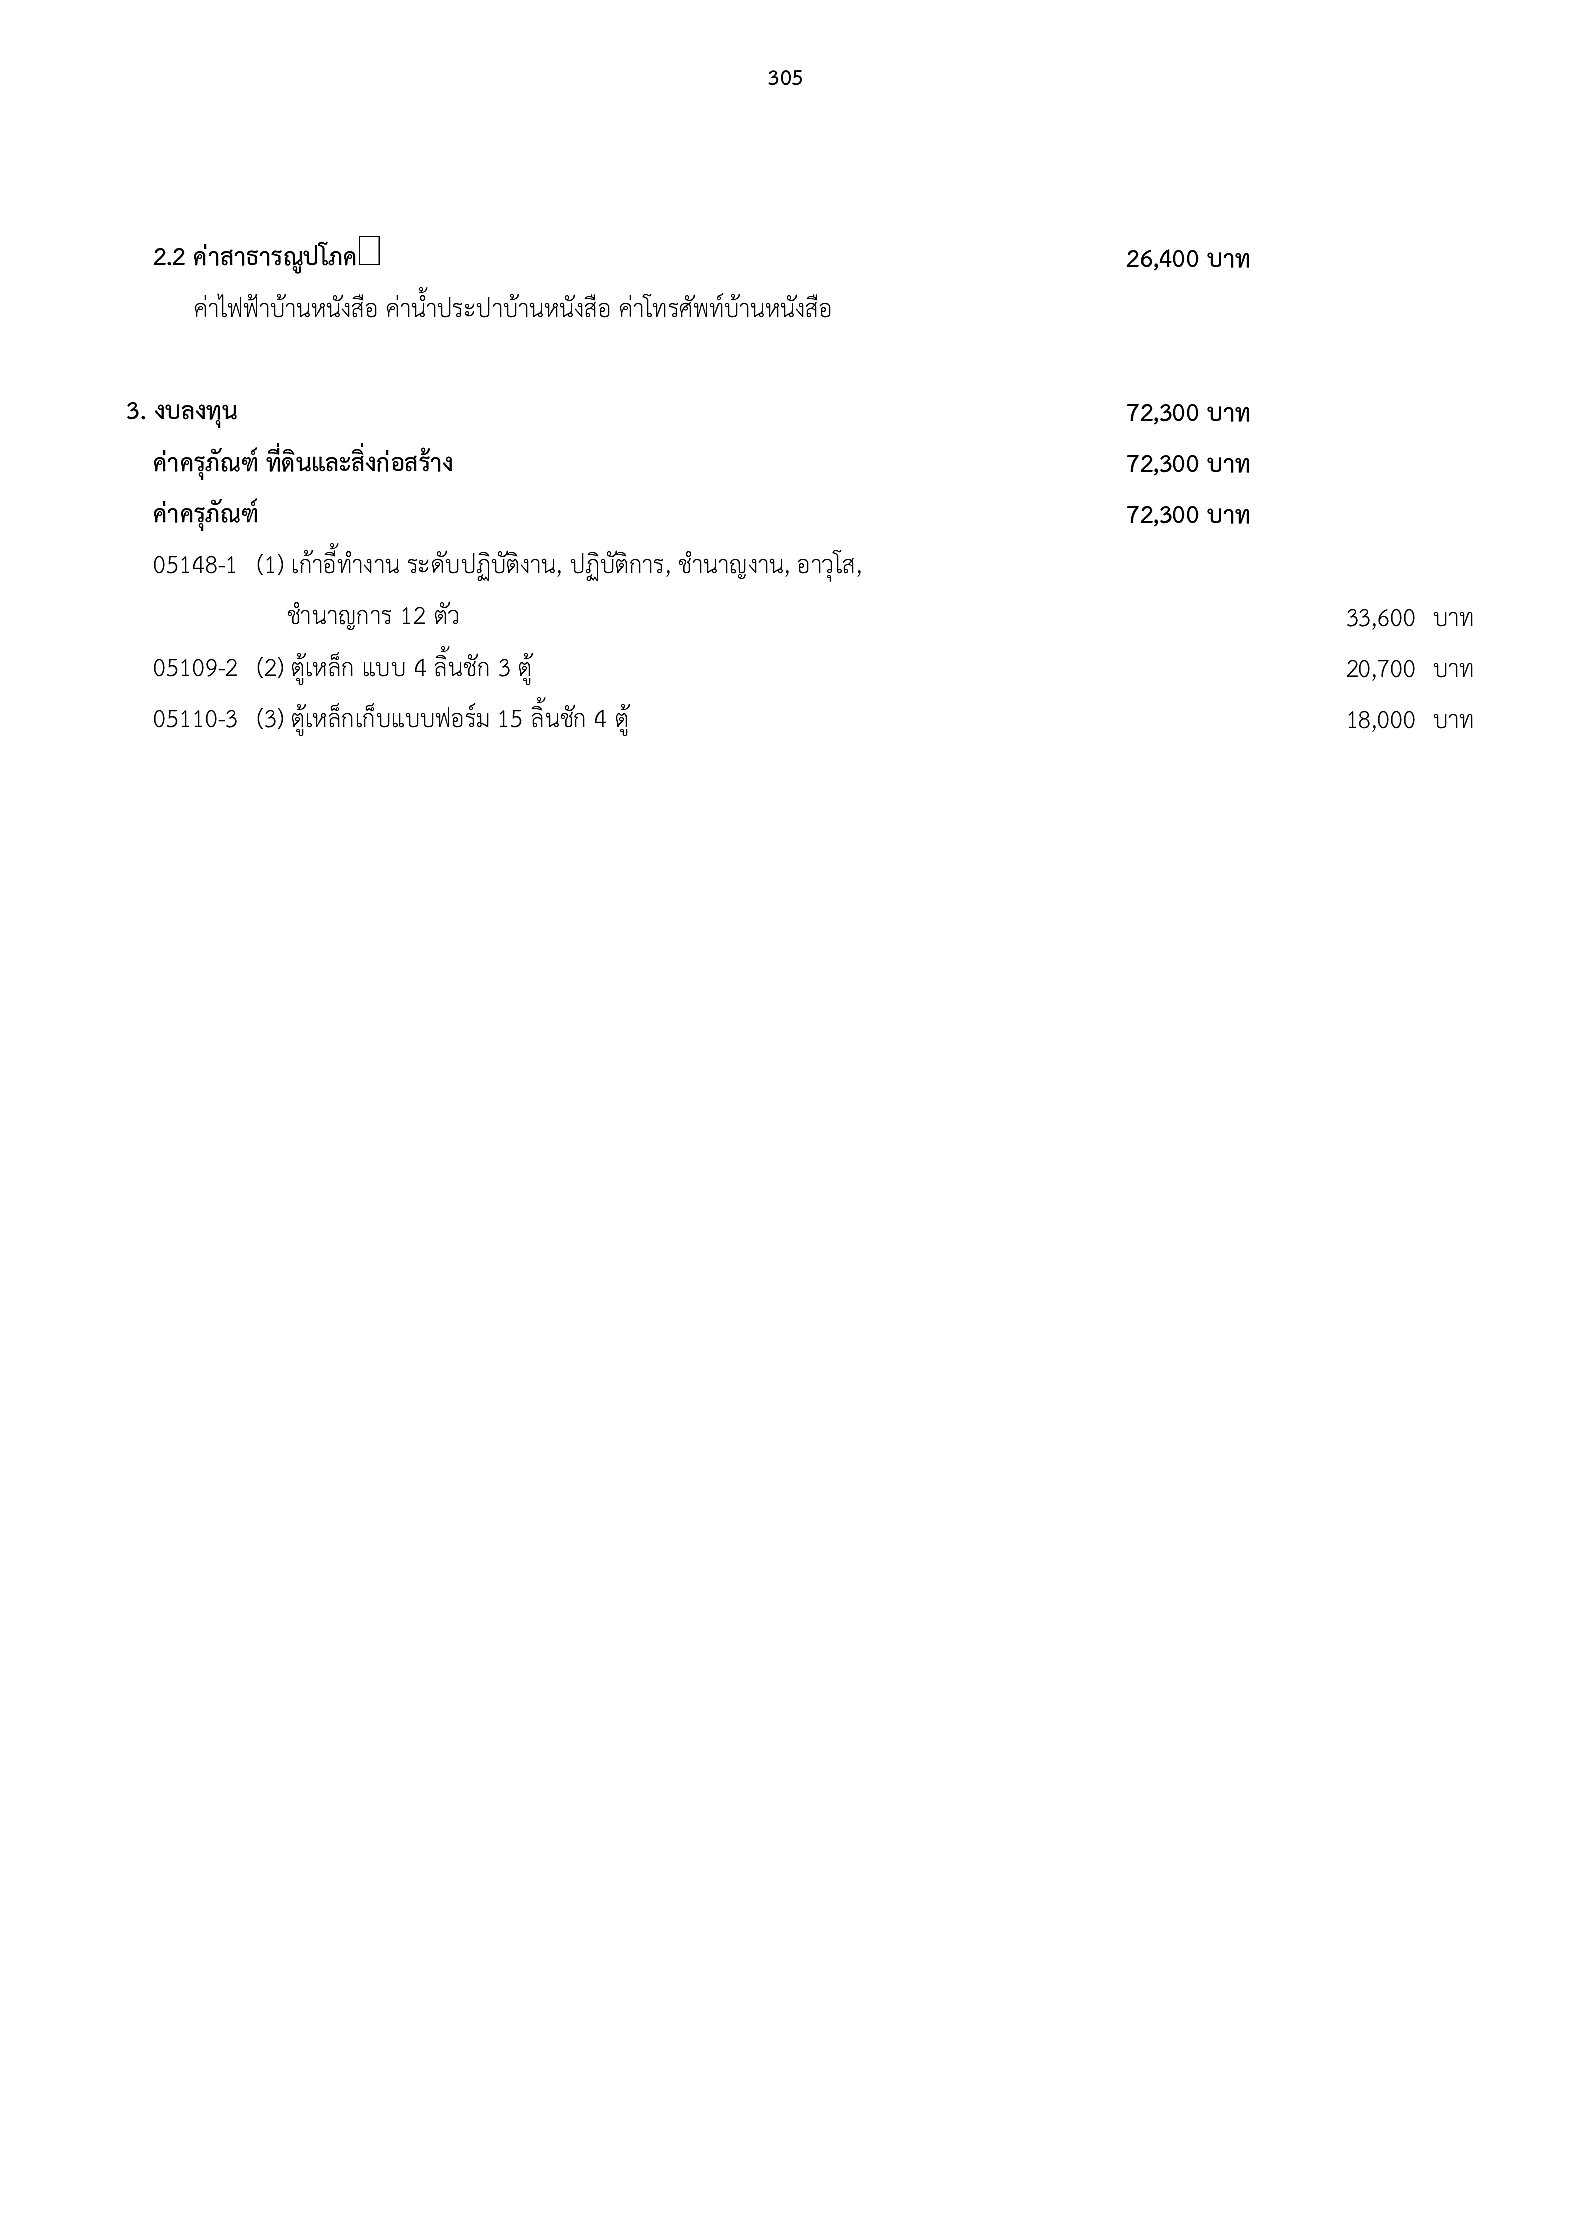 305
2.2 ค่าสาธารณูปโภค 26,400 บาท
ค่าไฟฟ้าบ้านหนังสือ ค่าน้ำประปาบ้านหนังสือ ค่าโทรศัพท์บ้านหนังสือ
3. งบลงทุน 72,300 บาท
ค่าครุภัณฑ์ ที่ดินและสิ่งก่อสร้าง 72,300 บาท
ค่าครุภัณฑ์ 72,300 บาท
05148-1 (1) เก้าอี้ทำงาน ระดับปฏิบัติงาน, ปฏิบัติการ, ชำนาญงาน, อาวุโส,
ชำนาญการ 12 ตัว 33,600 บาท
05109-2 (2) ตู้เหล็ก แบบ 4 ลิ้นชัก 3 ตู้ 20,700 บาท
05110-3 (3) ตู้เหล็กเก็บแบบฟอร์ม 15 ลิ้นชัก 4 ตู้ 18,000 บาท